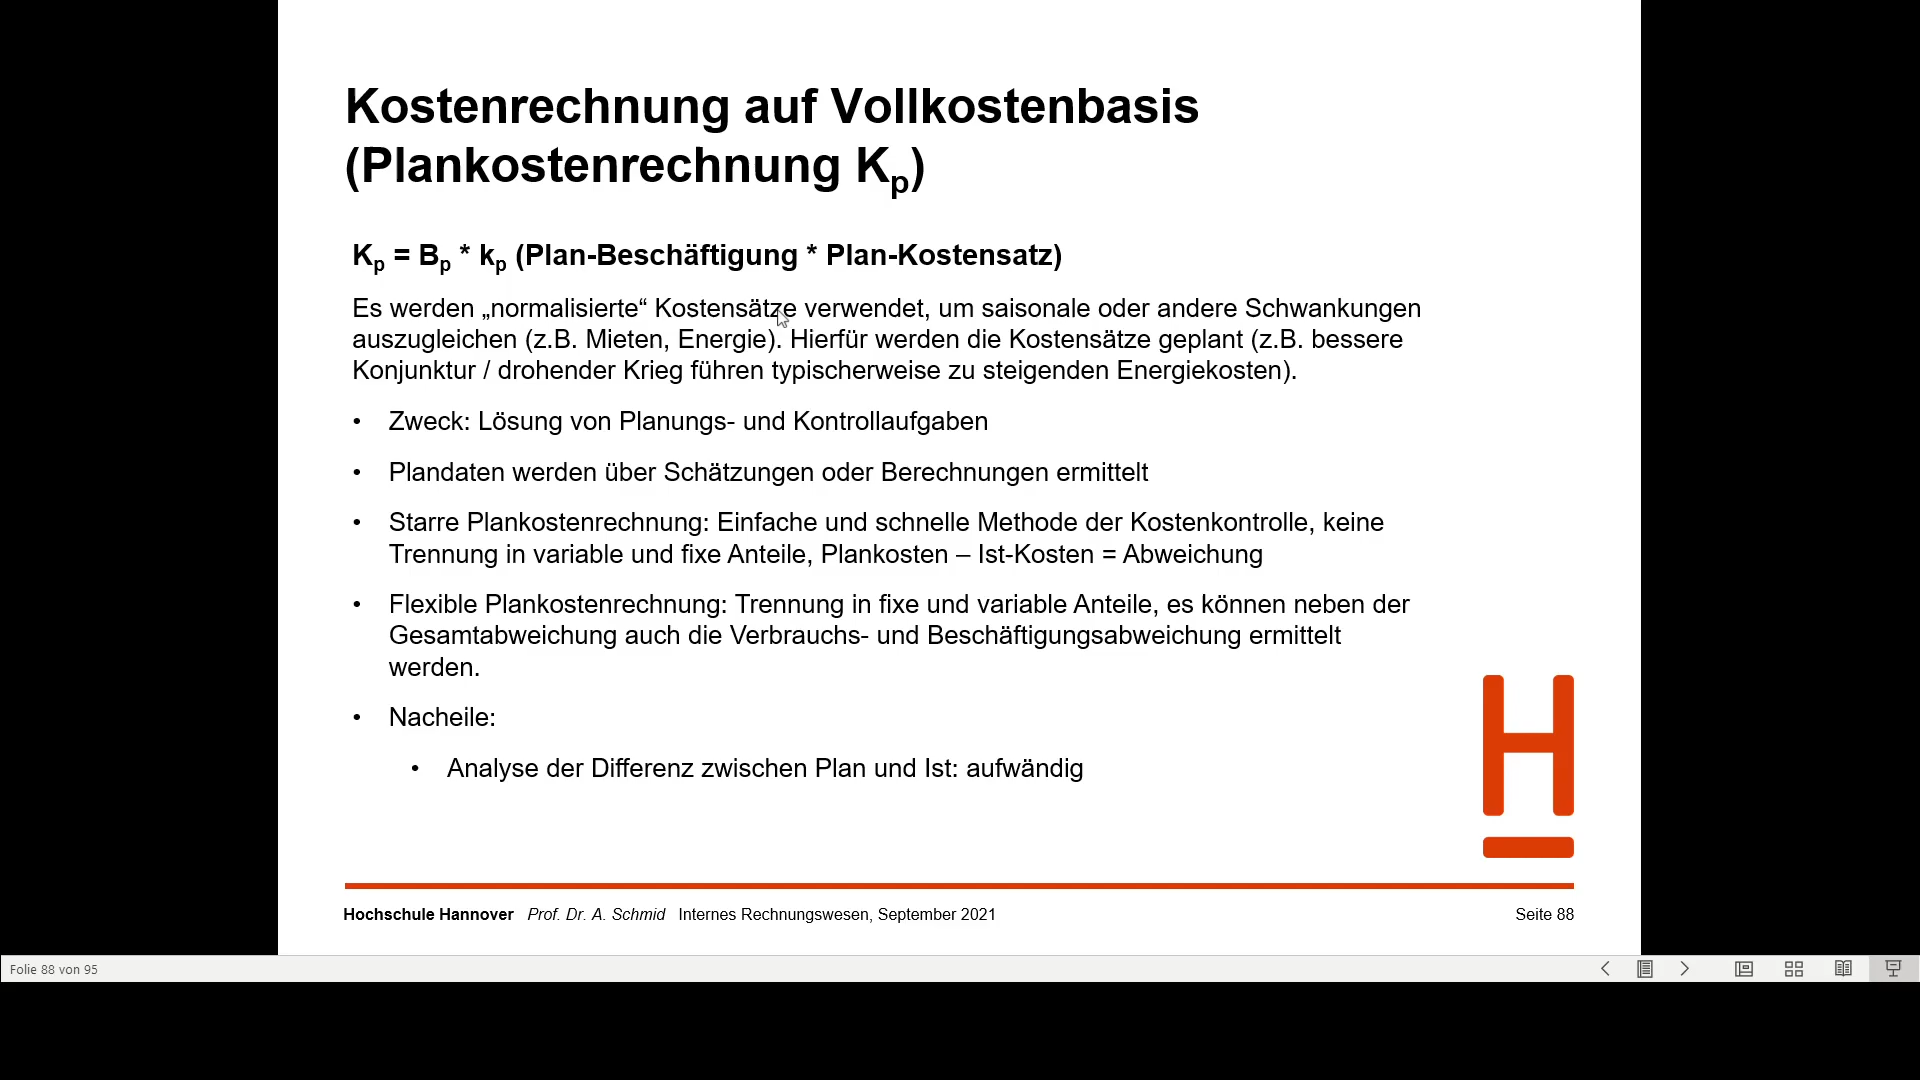 Kostenrechnung auf Vollkostenbasis
(Plankostenrechnung Kp)
Kp = Bp * kp (Plan-Beschäftigung * Plan-Kostensatz)
Es werden „normalisierte“ Kostensätze verwendet, um saisonale oder andere Schwankungen
auszugleichen (z.B. Mieten, Energie). Hierfür werden die Kostensätze geplant (z.B. bessere
Konjunktur / drohender Krieg führen typischerweise zu steigenden Energiekosten).
• Zweck: Lösung von Planungs- und Kontrollaufgaben
• Plandaten werden über Schätzungen oder Berechnungen ermittelt
• Starre Plankostenrechnung: Einfache und schnelle Methode der Kostenkontrolle, keine
Trennung in variable und fixe Anteile, Plankosten – Ist-Kosten = Abweichung
• Flexible Plankostenrechnung: Trennung in fixe und variable Anteile, es können neben der
Gesamtabweichung auch die Verbrauchs- und Beschäftigungsabweichung ermittelt
werden.
• Nacheile:
• Analyse der Differenz zwischen Plan und Ist: aufwändig
H
Hochschule Hannover Prof. Dr. A. Schmid Internes Rechnungswesen, September 2021 Seite 88
Folie 88 von 95